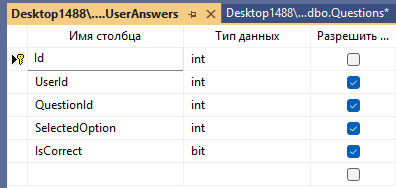 Desktop1488\....UserAnswers
Desktop1488\...dbo.Questions*
Имя столбца Тип данных Разрешить ...
Id int
UserId int
QuestionId int
SelectedOption int
IsCorrect bit